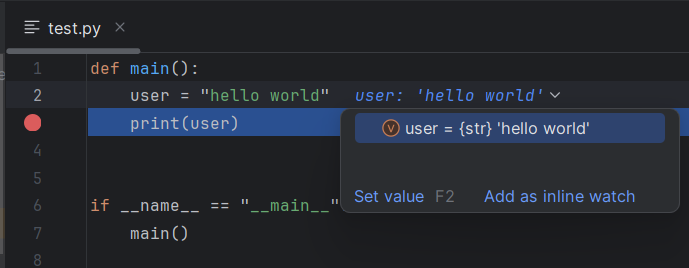 test.py
1 def main():
2 user = "hello world" user: 'hello world'
print(user)
V user = {str} 'hello world'
4
5
Set value F2 Add as inline watch
6 if __name__ == "__main__"
7 main()
8